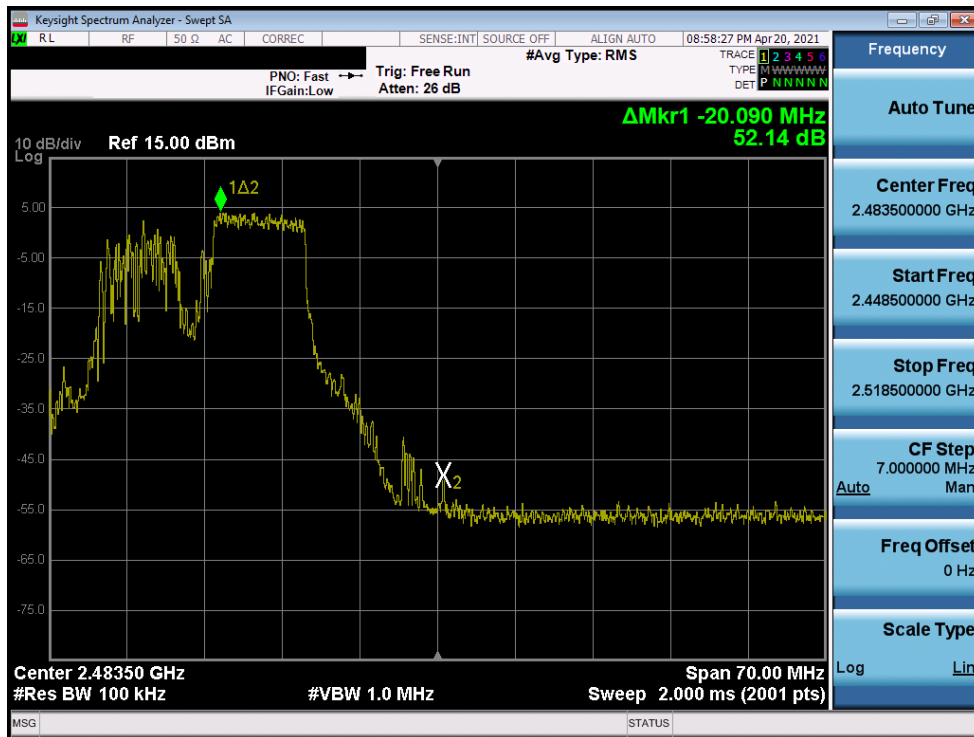 Keysight Spectrum Analyzer - Swept SA
LXI RL RF 50 Ω AC CORREC SENSE:INT SOURCE OFF ALIGN AUTO 08:58:27 PM Apr 20, 2021
#Avg Type: RMS TRACE 1 2 3 4 5 6
PNO: Fast Trig: Free Run TYPE M W W W W W
IFGain:Low Atten: 26 dB DET P N N N N N
ΔMkr1 -20.090 MHz
52.14 dB
10 dB/div Ref 15.00 dBm
Log
1Δ2
5.00
-5.00
-15.0
-25.0
-35.0
-45.0
X2
-55.0
-65.0
-75.0
Center 2.48350 GHz Span 70.00 MHz
#Res BW 100 kHz #VBW 1.0 MHz Sweep 2.000 ms (2001 pts)
MSG STATUS
Frequency
Auto Tune
Center Freq
2.483500000 GHz
Start Freq
2.448500000 GHz
Stop Freq
2.518500000 GHz
CF Step
7.000000 MHz
Auto Man
Freq Offset
0 Hz
Scale Type
Log Lin